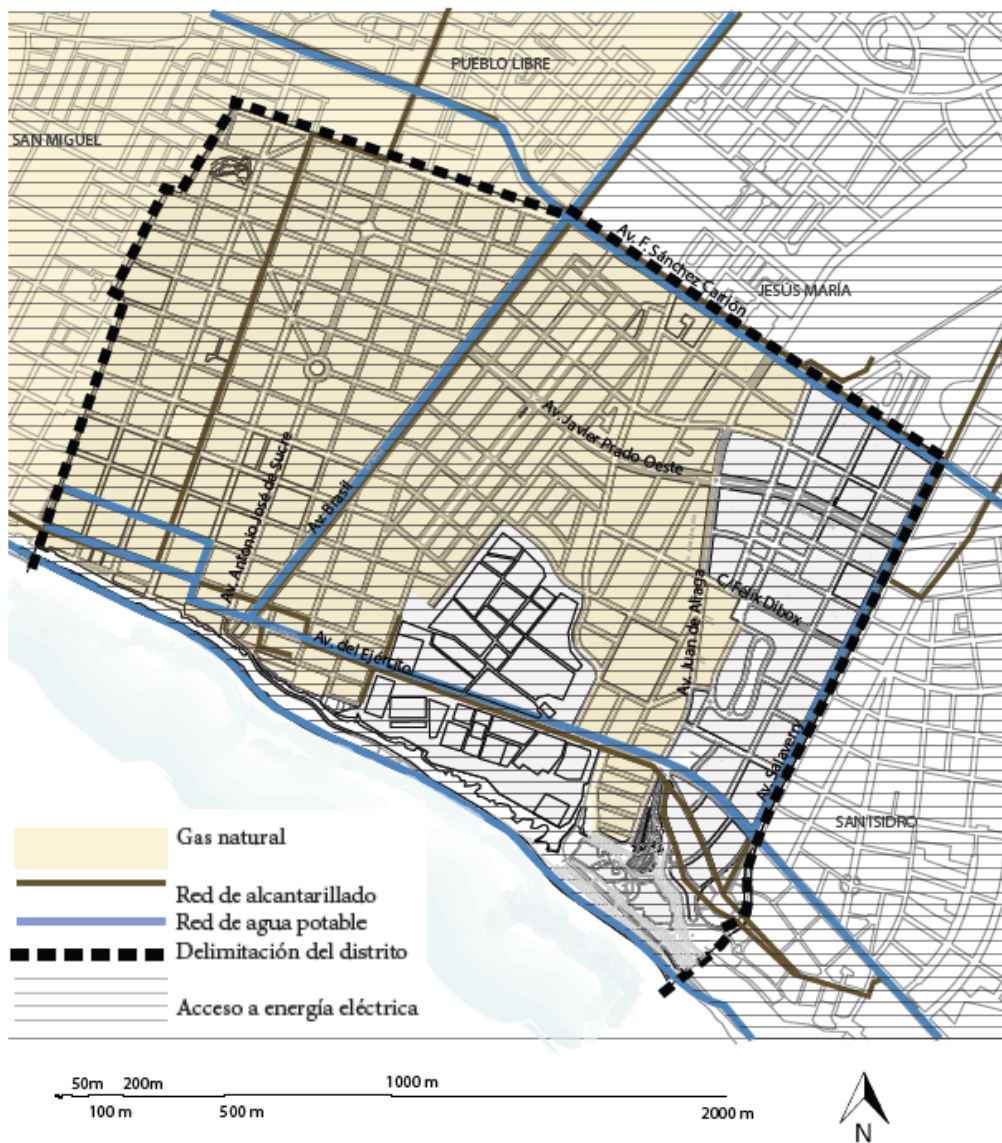 PUEBLO LIBRE
SAN MIGUEL
Av. F. Sánchez Carrión
JESÚS MARÍA
Av. Javier Prado Oeste
Av. Antonio José de Sucre
Av. Brasil
C/ Félix Dibox
Av. Juan de Aliaga
Av. del Ejército
Av. Salaverry
SAN ISIDRO
Gas natural
Red de alcantarillado
Red de agua potable
Delimitación del distrito
Acceso a energía eléctrica
50m 200m 1000 m
100 m 500 m 2000 m
N